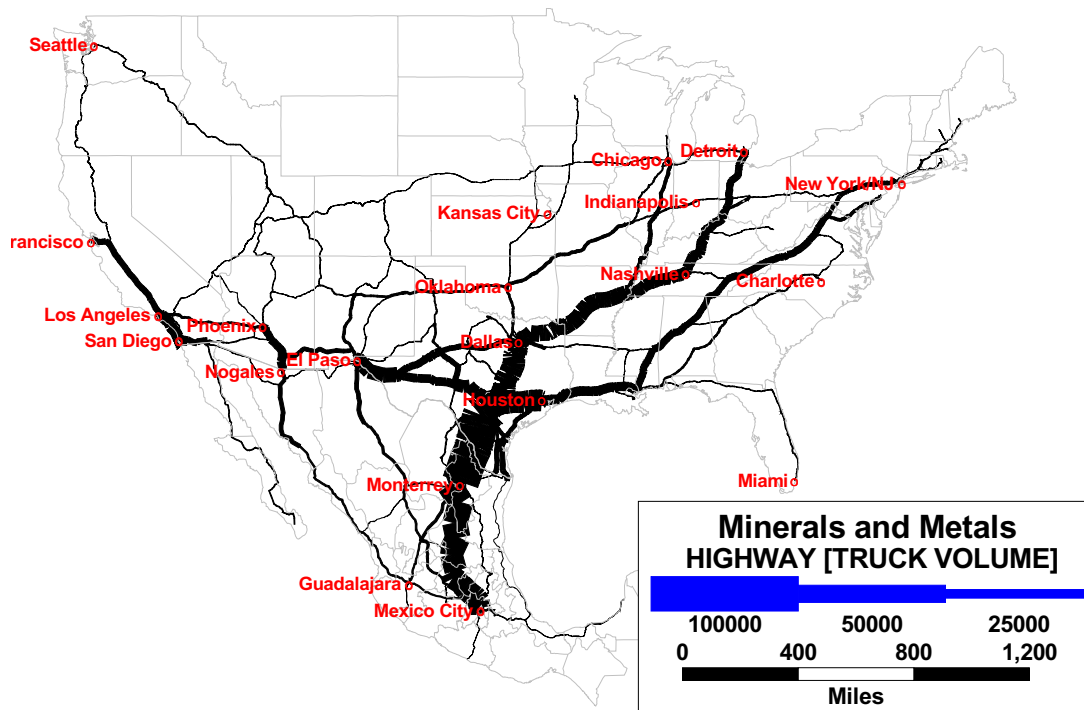 Seattle
Chicago
Detroit
New York/NJ
Kansas City
Indianapolis
rancisco
Nashville
Oklahoma
Charlotte
Los Angeles
Phoenix
San Diego
Dallas
El Paso
Nogales
Houston
Monterrey
Miami
Guadalajara
Mexico City
Minerals and Metals
HIGHWAY [TRUCK VOLUME]
100000 50000 25000
0 400 800 1,200
Miles